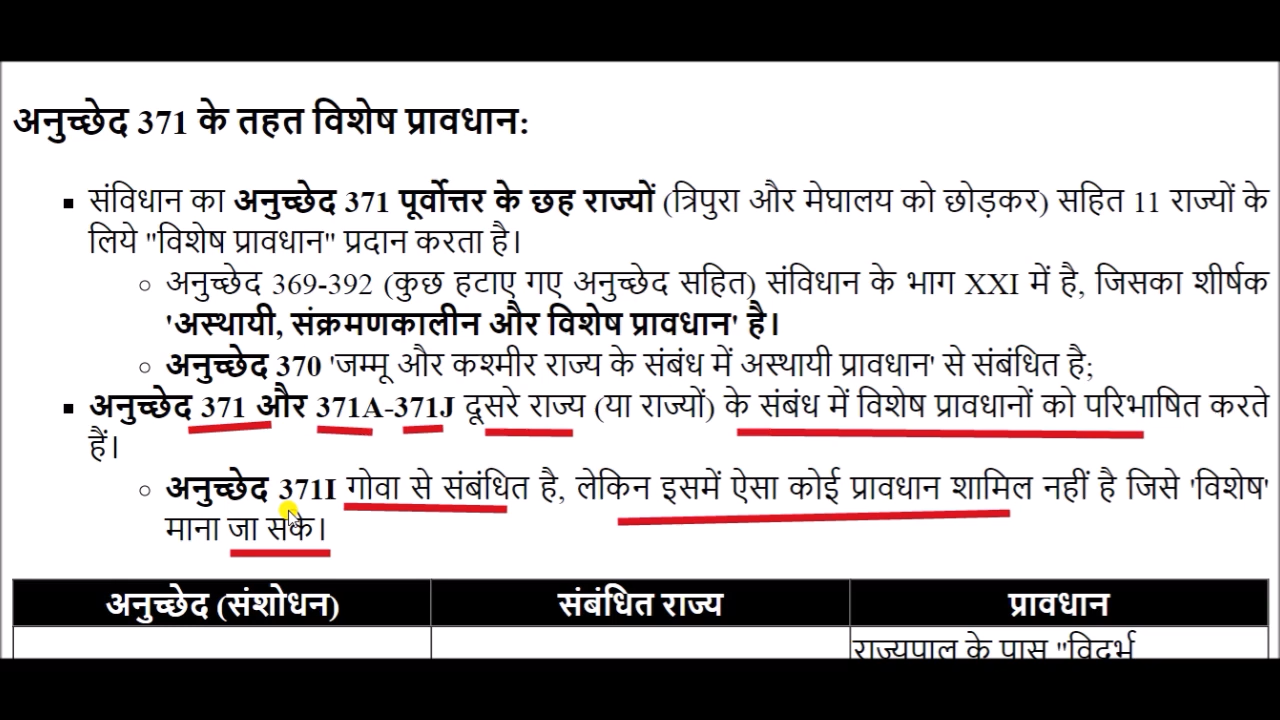 अनुच्छेद 371 के तहत विशेष प्रावधान:
▪ संविधान का अनुच्छेद 371 पूर्वोत्तर के छह राज्यों (त्रिपुरा और मेघालय को छोड़कर) सहित 11 राज्यों के
लिये "विशेष प्रावधान" प्रदान करता है।
○ अनुच्छेद 369-392 (कुछ हटाए गए अनुच्छेद सहित) संविधान के भाग XXI में है, जिसका शीर्षक
'अस्थायी, संक्रमणकालीन और विशेष प्रावधान' है।
○ अनुच्छेद 370 'जम्मू और कश्मीर राज्य के संबंध में अस्थायी प्रावधान' से संबंधित है;
▪ अनुच्छेद 371 और 371A-371J दूसरे राज्य (या राज्यों) के संबंध में विशेष प्रावधानों को परिभाषित करते
हैं।
○ अनुच्छेद 371I गोवा से संबंधित है, लेकिन इसमें ऐसा कोई प्रावधान शामिल नहीं है जिसे 'विशेष'
माना जा सके।
अनुच्छेद (संशोधन) संबंधित राज्य प्रावधान
राज्यपाल के पास "विदर्भ